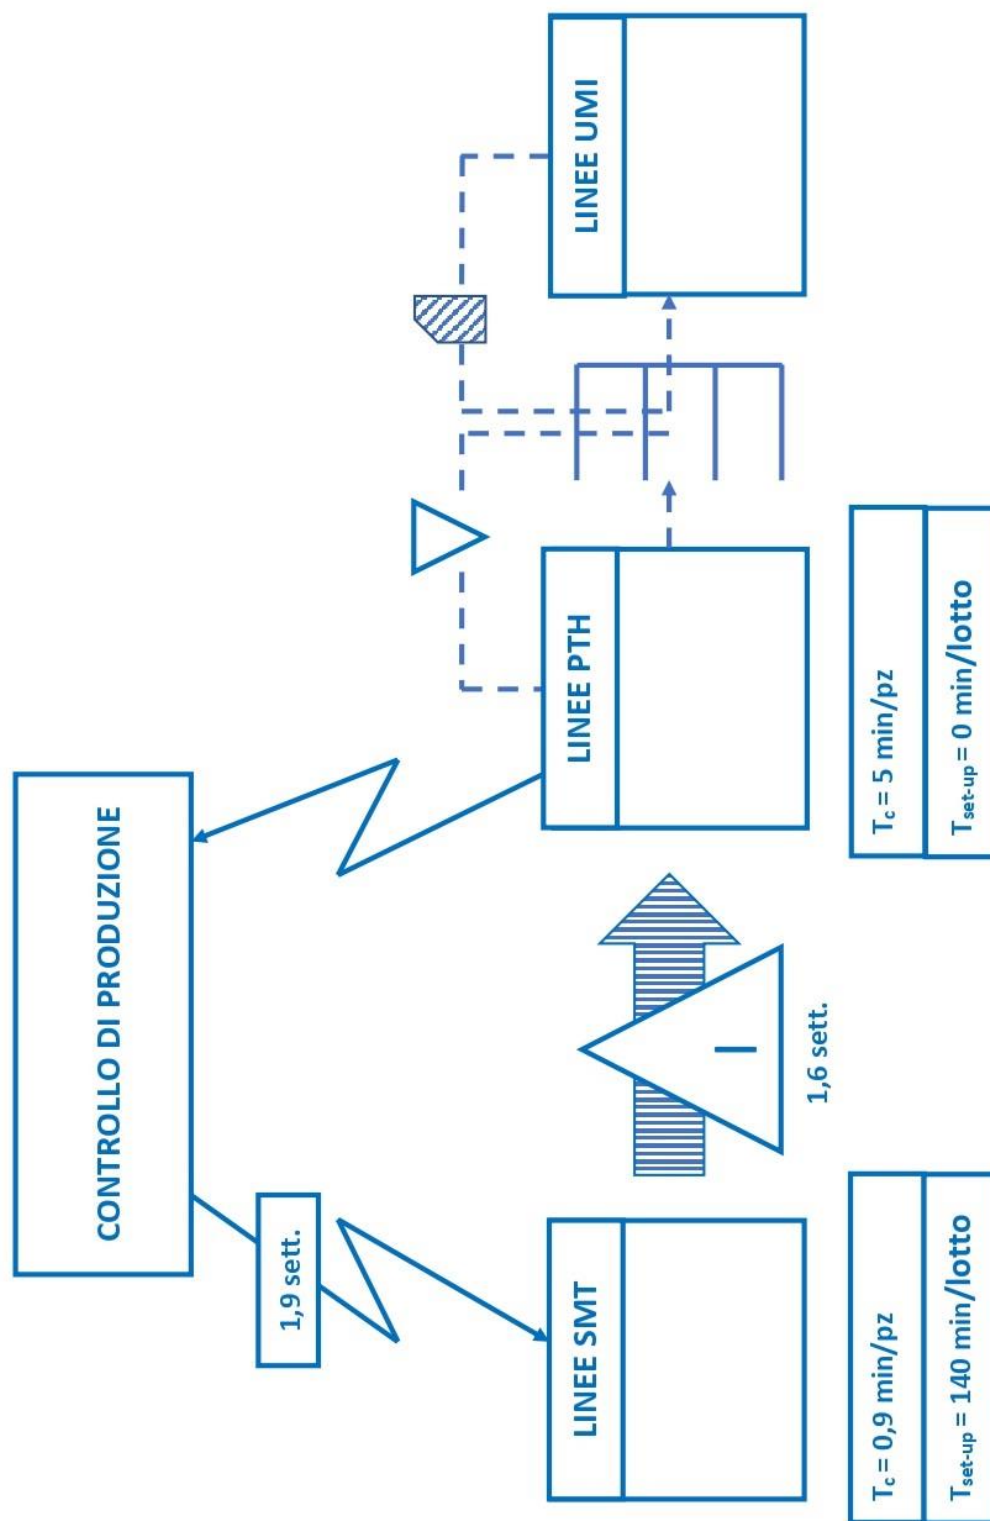 CONTROLLO DI PRODUZIONE
1,9 sett.
LINEE SMT
LINEE PTH
LINEE UMI
I
1,6 sett.
Tc = 0,9 min/pz
Tset-up = 140 min/lotto
Tc = 5 min/pz
Tset-up = 0 min/lotto